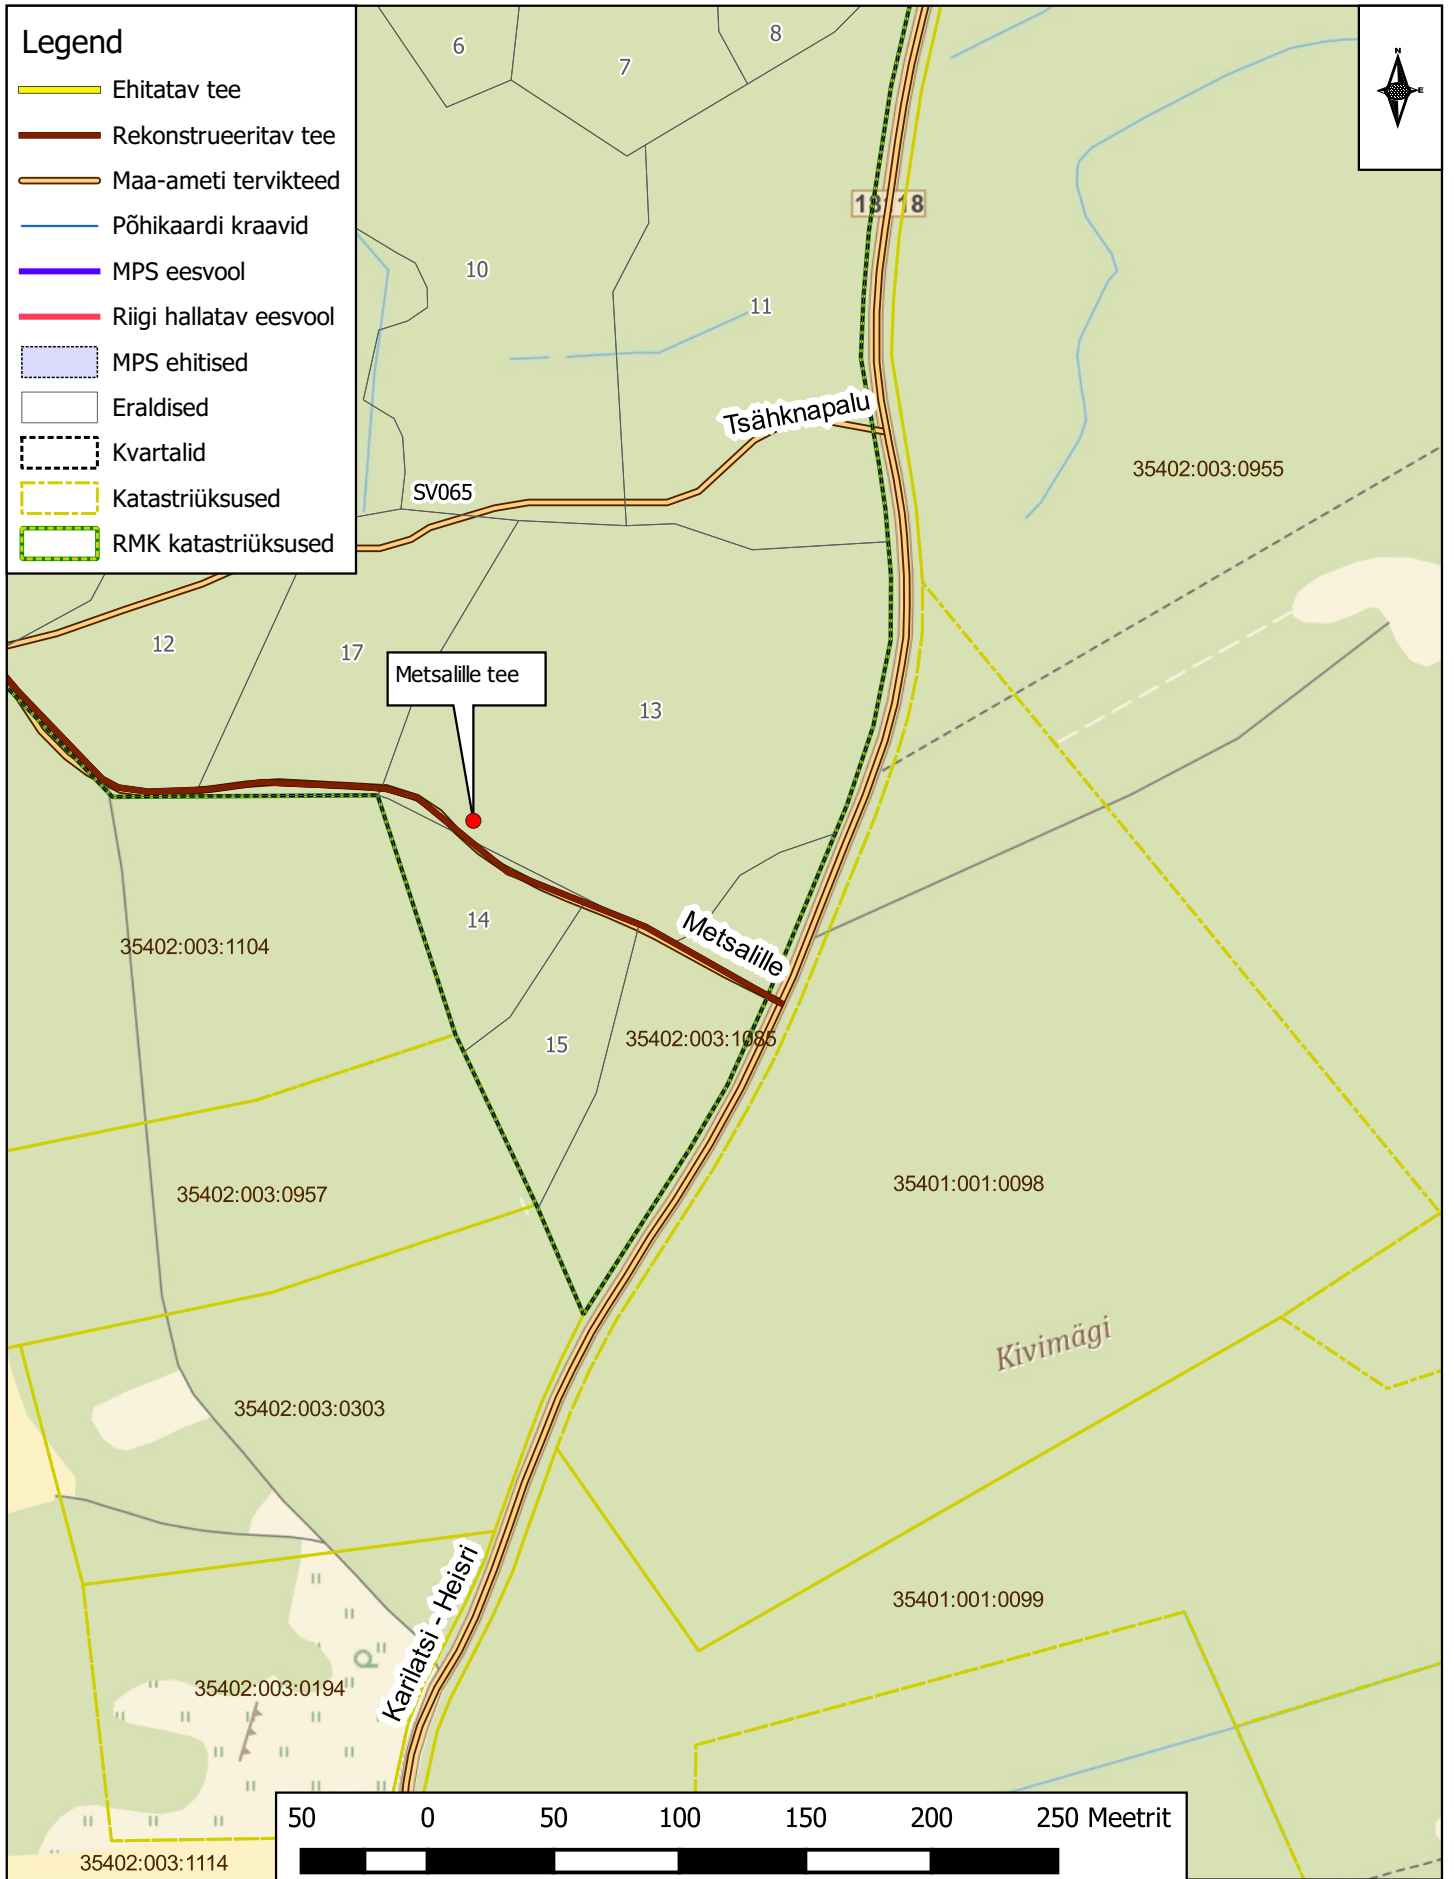 Legend
Ehitatav tee
Rekonstrueeritav tee
Maa-ameti tervikteed
Põhikaardi kraavid
MPS eesvool
Riigi hallatav eesvool
MPS ehitised
Eraldised
Kvartalid
Katastriüksused
RMK katastriüksused
N
E
6
7
8
10
11
Tsähknapalu
SV065
35402:003:0955
12
17
Metsalille tee
13
14
Metsalille
35402:003:1104
15
35402:003:1085
35402:003:0957
35401:001:0098
Kivimägi
35402:003:0303
Karilatsi - Heisri
35401:001:0099
35402:003:0194
35402:003:1114
50 0 50 100 150 200 250 Meetrit